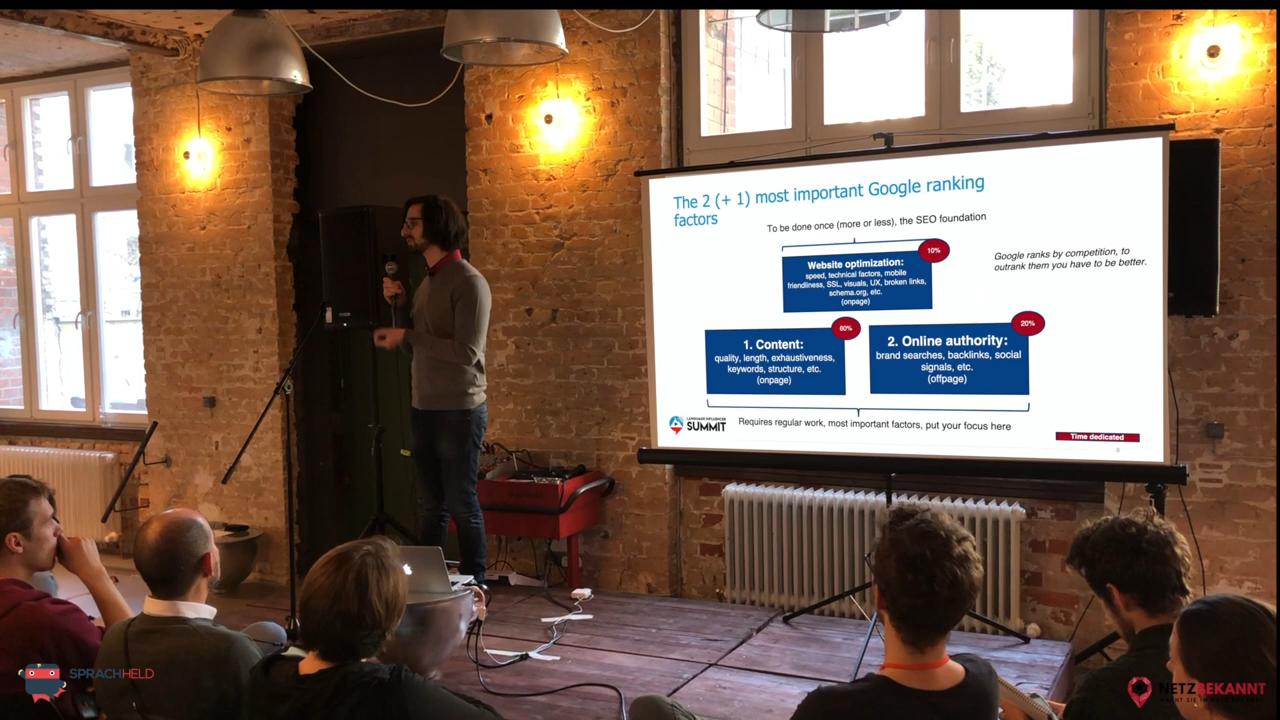 The 2 (+ 1) most important Google ranking
factors
To be done once (more or less), the SEO foundation
10%
Website optimization:
speed, technical factors, mobile
friendliness, SSL, visuals, UX, broken links,
schema.org, etc.
(onpage)
Google ranks by competition, to
outrank them you have to be better.
60%
1. Content:
quality, length, exhaustiveness,
keywords, structure, etc.
(onpage)
20%
2. Online authority:
brand searches, backlinks, social
signals, etc.
(offpage)
LANGUAGE INFLUENCER
SUMMIT
Requires regular work, most important factors, put your focus here
Time dedicated
8
SPRACHHELD
NETZBEKANNT